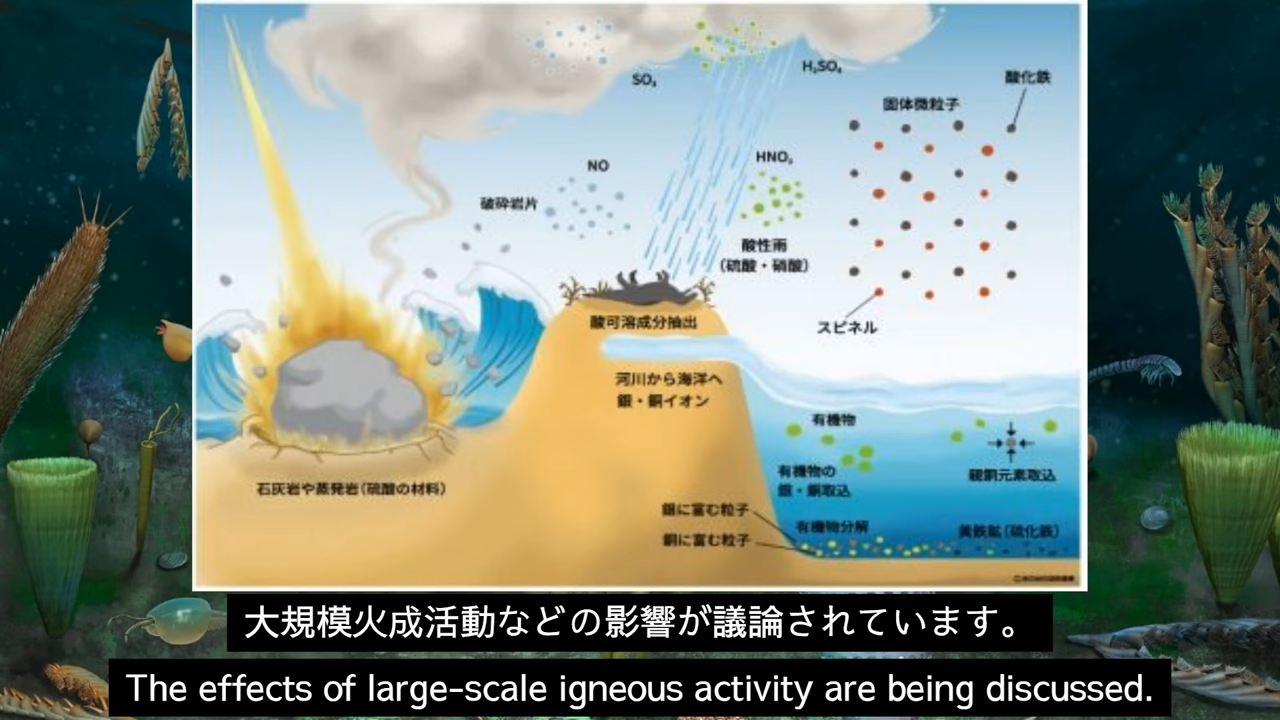 SO₃
H₂SO₄
酸化鉄
固体微粒子
NO
HNO₃
破砕岩片
酸性雨
(硫酸・硝酸)
スピネル
酸可溶成分抽出
河川から海洋へ
銀・銅イオン
有機物
親銅元素取込
有機物の
銀・銅取込
石灰岩や蒸発岩(硫酸の材料)
銀に富む粒子
有機物分解
黄鉄鉱(硫化鉄)
銅に富む粒子
大規模火成活動などの影響が議論されています。
The effects of large-scale igneous activity are being discussed.